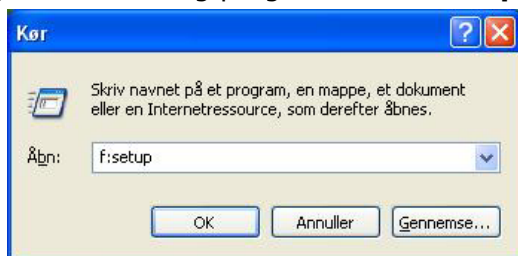 Kør
Skriv navnet på et program, en mappe, et dokument
eller en Internetressource, som derefter åbnes.
Åbn:
f:setup
OK
Annuller
Gennemse...